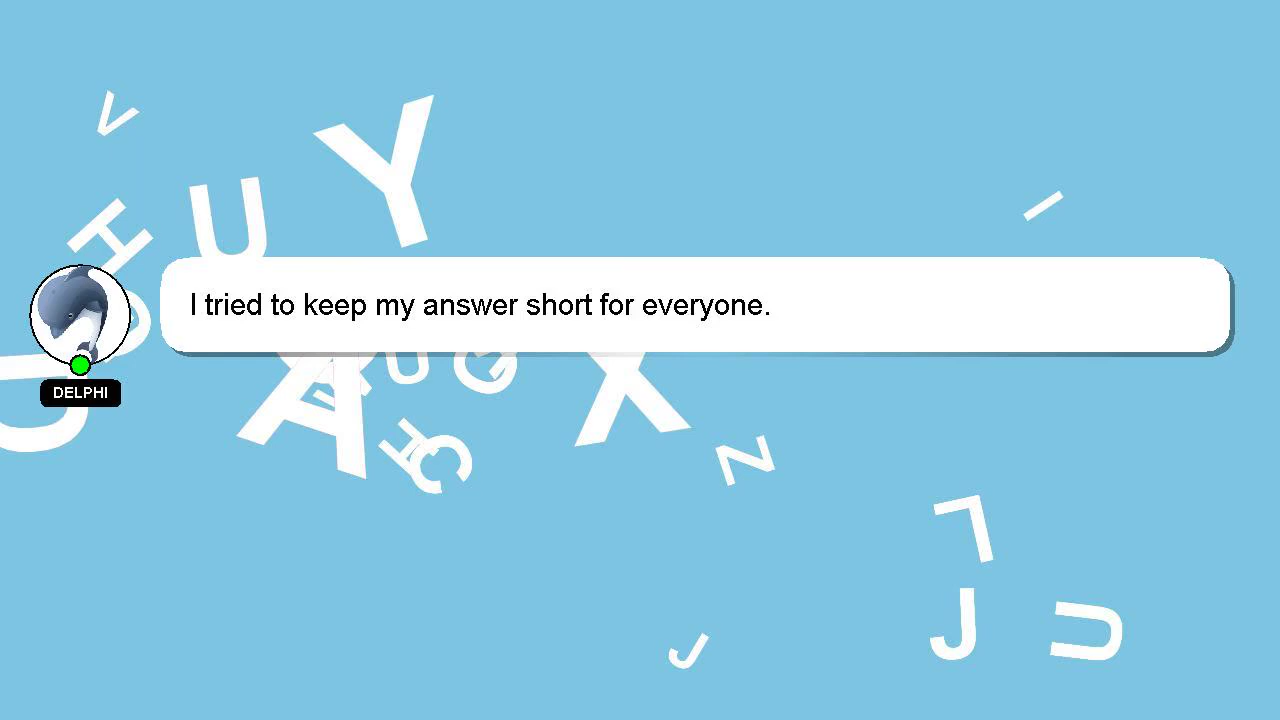 V
Y
H
U
I
I tried to keep my answer short for everyone.
DELPHI
U
G
X
A
H
C
N
L
J
U
J